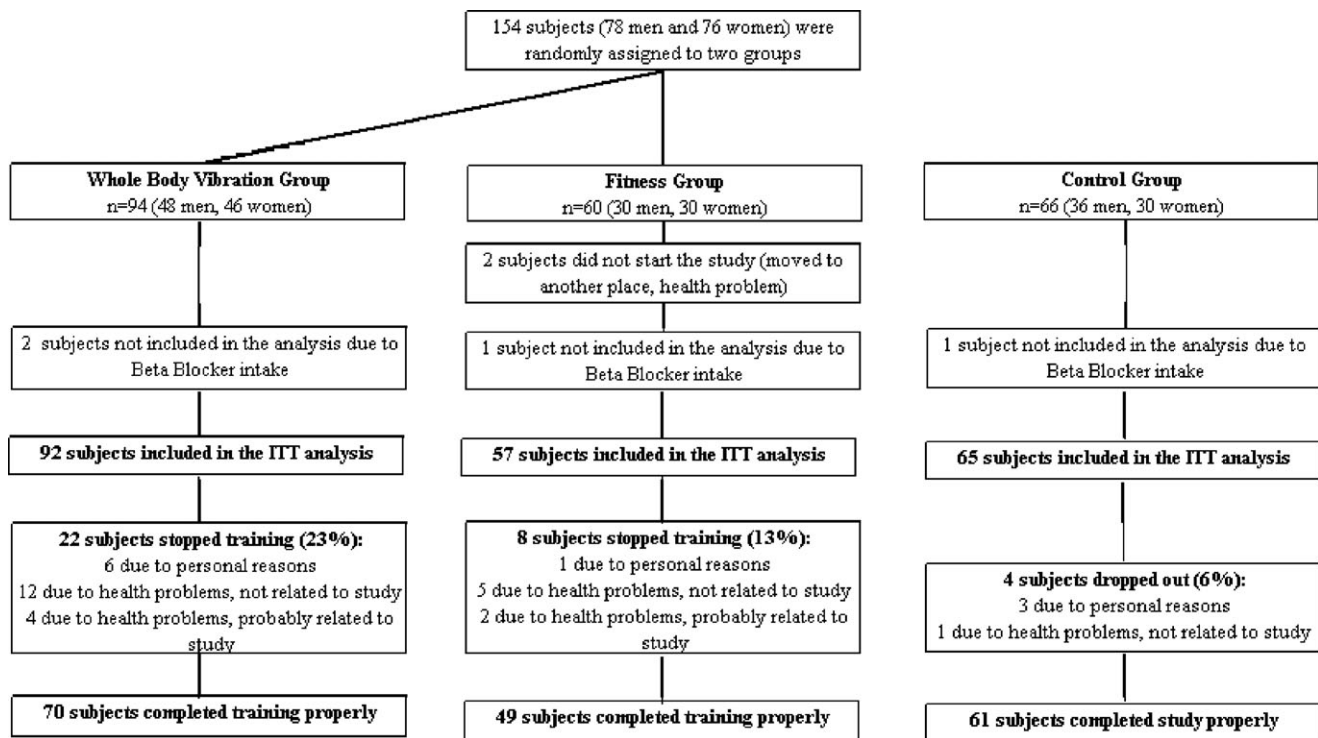 154 subjects (78 men and 76 women) were
randomly assigned to two groups
Whole Body Vibration Group
n=94 (48 men, 46 women)
Fitness Group
n=60 (30 men, 30 women)
Control Group
n=66 (36 men, 30 women)
2 subjects did not start the study (moved to
another place, health problem)
2 subjects not included in the analysis due to
Beta Blocker intake
1 subject not included in the analysis due to
Beta Blocker intake
1 subject not included in the analysis due to
Beta Blocker intake
92 subjects included in the ITT analysis
57 subjects included in the ITT analysis
65 subjects included in the ITT analysis
22 subjects stopped training (23%):
6 due to personal reasons
12 due to health problems, not related to study
4 due to health problems, probably related to
study
8 subjects stopped training (13%):
1 due to personal reasons
5 due to health problems, not related to study
2 due to health problems, probably related to
study
4 subjects dropped out (6%):
3 due to personal reasons
1 due to health problems, not related to study
70 subjects completed training properly
49 subjects completed training properly
61 subjects completed study properly